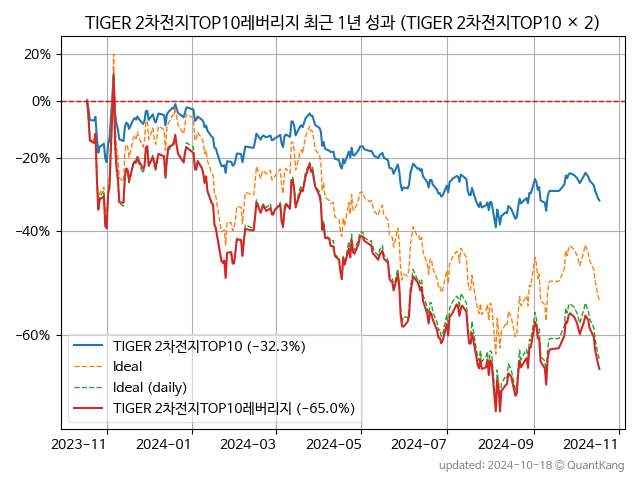 TIGER 2차전지TOP10레버리지 최근 1년 성과 (TIGER 2차전지TOP10 × 2)
20%
0%
−20%
−40%
−60%
TIGER 2차전지TOP10 (−32.3%)
Ideal
Ideal (daily)
TIGER 2차전지TOP10레버리지 (−65.0%)
2023−11 2024−01 2024−03 2024−05 2024−07 2024−09 2024−11
updated: 2024-10-18 © QuantKang